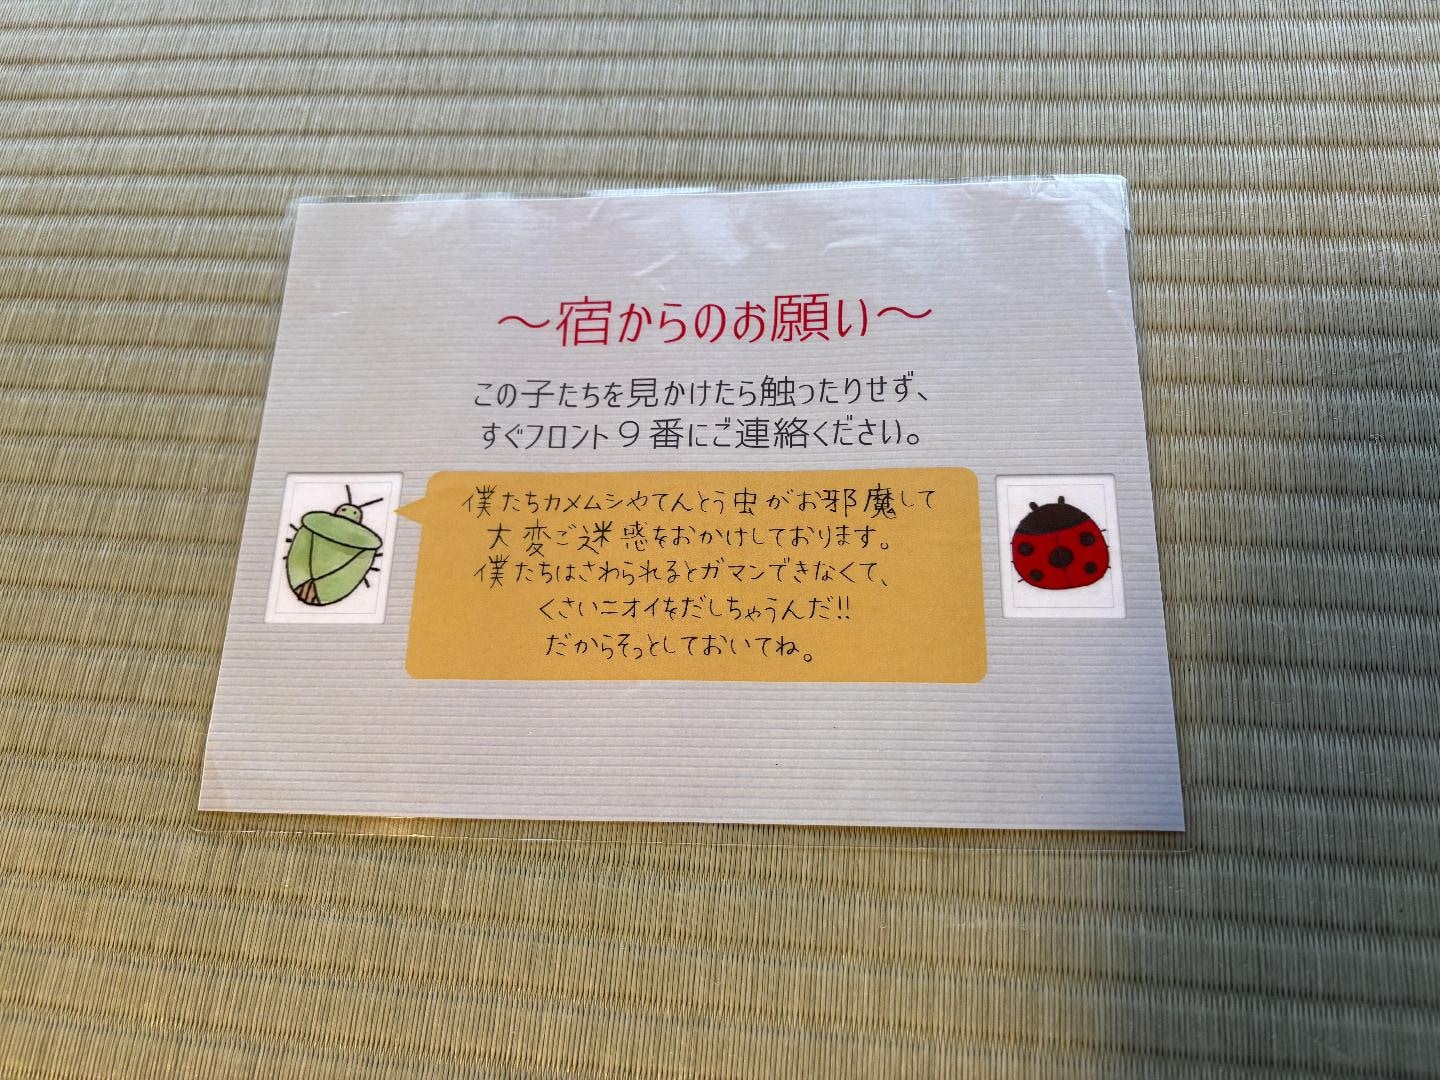 ～宿からのお願い～
この子たちを見かけたら触ったりせず、
すぐフロント９番にご連絡ください。
僕たちカメムシやてんとう虫がお邪魔して
大変ご迷惑をおかけしております。
僕たちはさわられるとガマンできなくて、
くさいニオイをだしちゃうんだ!!
だからそっとしておいてね。